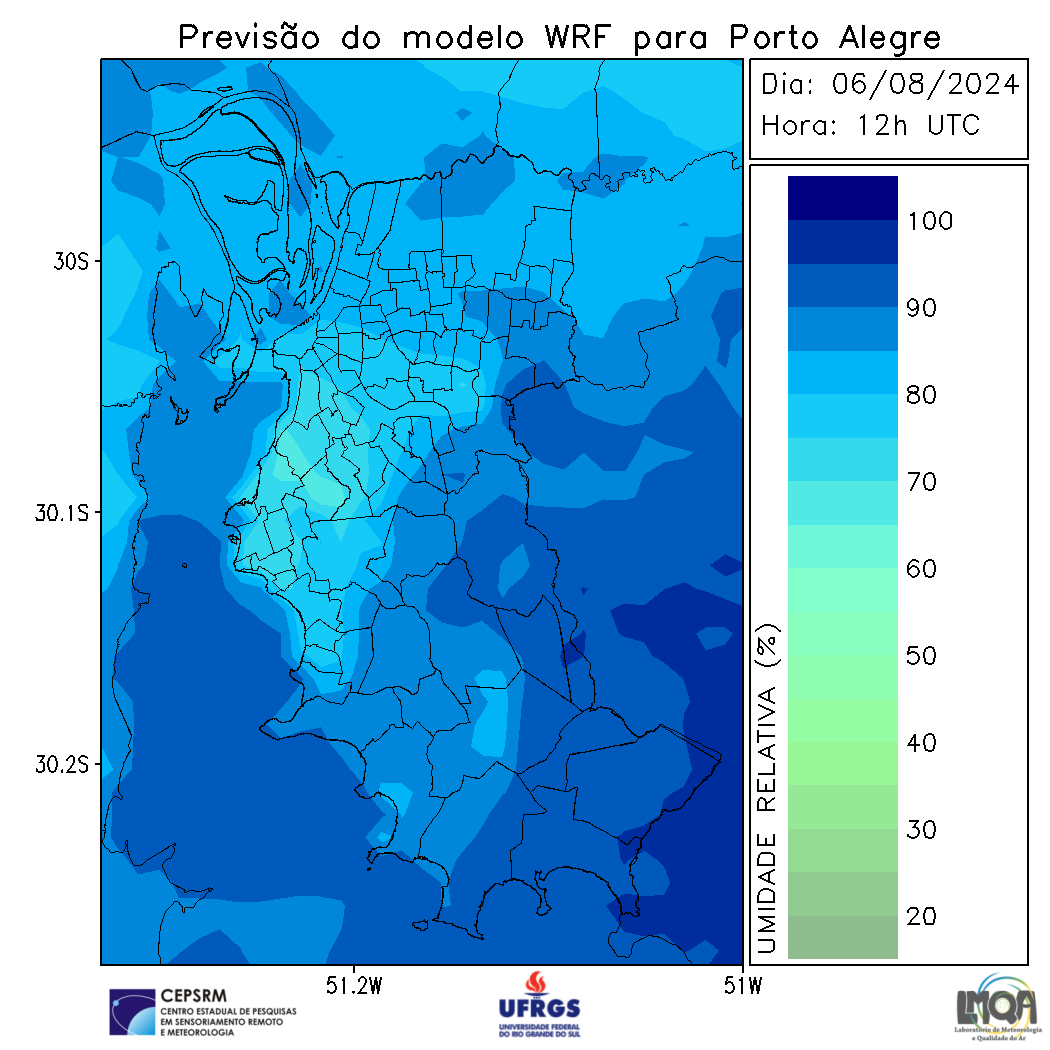 Previsão do modelo WRF para Porto Alegre
Dia: 06/08/2024
Hora: 12h UTC
30S
30.1S
30.2S
51.2W
51W
UMIDADE RELATIVA (%)
100
90
80
70
60
50
40
30
20
CEPSRM
CENTRO ESTADUAL DE PESQUISAS
EM SENSORIAMENTO REMOTO
E METEOROLOGIA
UFRGS
UNIVERSIDADE FEDERAL
DO RIO GRANDE DO SUL
LMQA
Laboratório de Meteorologia
e Qualidade do Ar